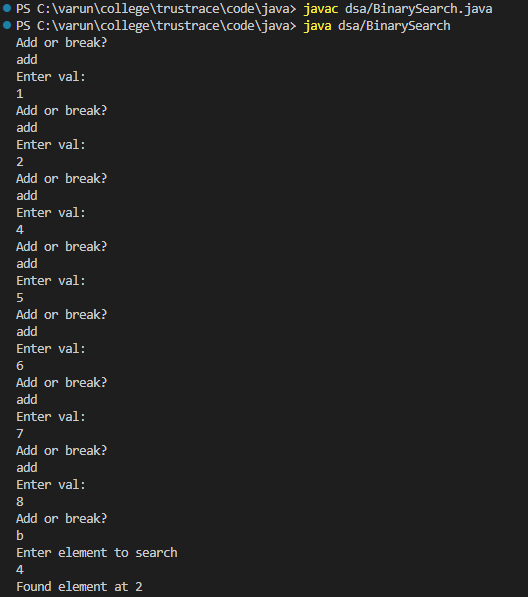 PS C:\varun\college\trustrace\code\java> javac dsa/BinarySearch.java
PS C:\varun\college\trustrace\code\java> java dsa/BinarySearch
Add or break?
add
Enter val:
1
Add or break?
add
Enter val:
2
Add or break?
add
Enter val:
4
Add or break?
add
Enter val:
5
Add or break?
add
Enter val:
6
Add or break?
add
Enter val:
7
Add or break?
add
Enter val:
8
Add or break?
b
Enter element to search
4
Found element at 2